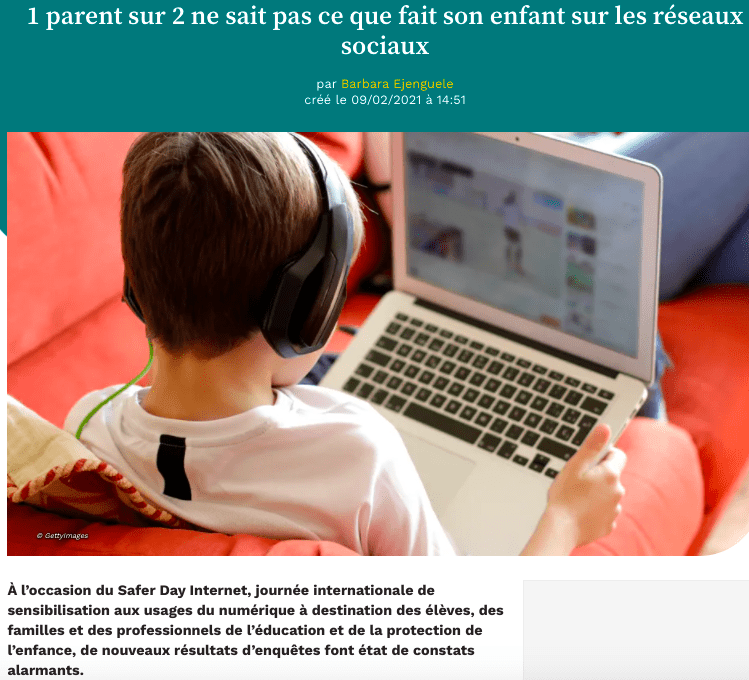 1 parent sur 2 ne sait pas ce que fait son enfant sur les réseaux
sociaux
par Barbara Ejenguele
créé le 09/02/2021 à 14:51
© GettyImages
À l’occasion du Safer Day Internet, journée internationale de
sensibilisation aux usages du numérique à destination des élèves, des
familles et des professionnels de l’éducation et de la protection de
l’enfance, de nouveaux résultats d’enquêtes font état de constats
alarmants.